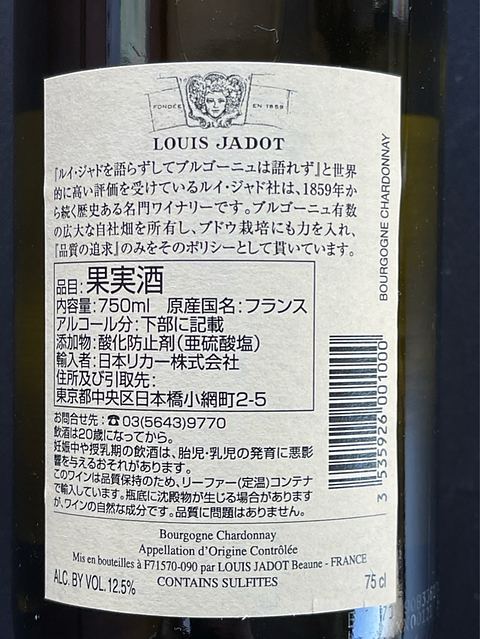 FONDÉE EN 1859
LOUIS JADOT
『ルイ・ジャドを語らずしてブルゴーニュは語れず』と世界
的に高い評価を受けているルイ・ジャド社は、1859年か
ら続く歴史ある名門ワイナリーです。ブルゴーニュ有数
の広大な自社畑を所有し、ブドウ栽培にも力を入れ、
『品質の追求』のみをそのポリシーとして貫いています。
品目:果実酒
内容量:750ml 原産国名:フランス
アルコール分:下部に記載
添加物:酸化防止剤(亜硫酸塩)
輸入者:日本リカー株式会社
住所及び引取先:
東京都中央区日本橋小網町2-5
お問合せ先:☎03(5643)9770
飲酒は20歳になってから。
妊娠中や授乳期の飲酒は、胎児・乳児の発育に悪影
響を与えるおそれがあります。
このワインは品質保持のため、リーファー(定温)コンテナ
で輸入しています。瓶底に沈殿物が生じる場合があります
が、ワインの自然な成分です。品質に問題はありません。
Bourgogne Chardonnay
Appellation d'Origine Contrôlée
Mis en bouteilles à F71570-090 par LOUIS JADOT Beaune - FRANCE
ALC. BY VOL. 12.5% CONTAINS SULFITES 75 cl
BOURGOGNE CHARDONNAY
3 535926 001000